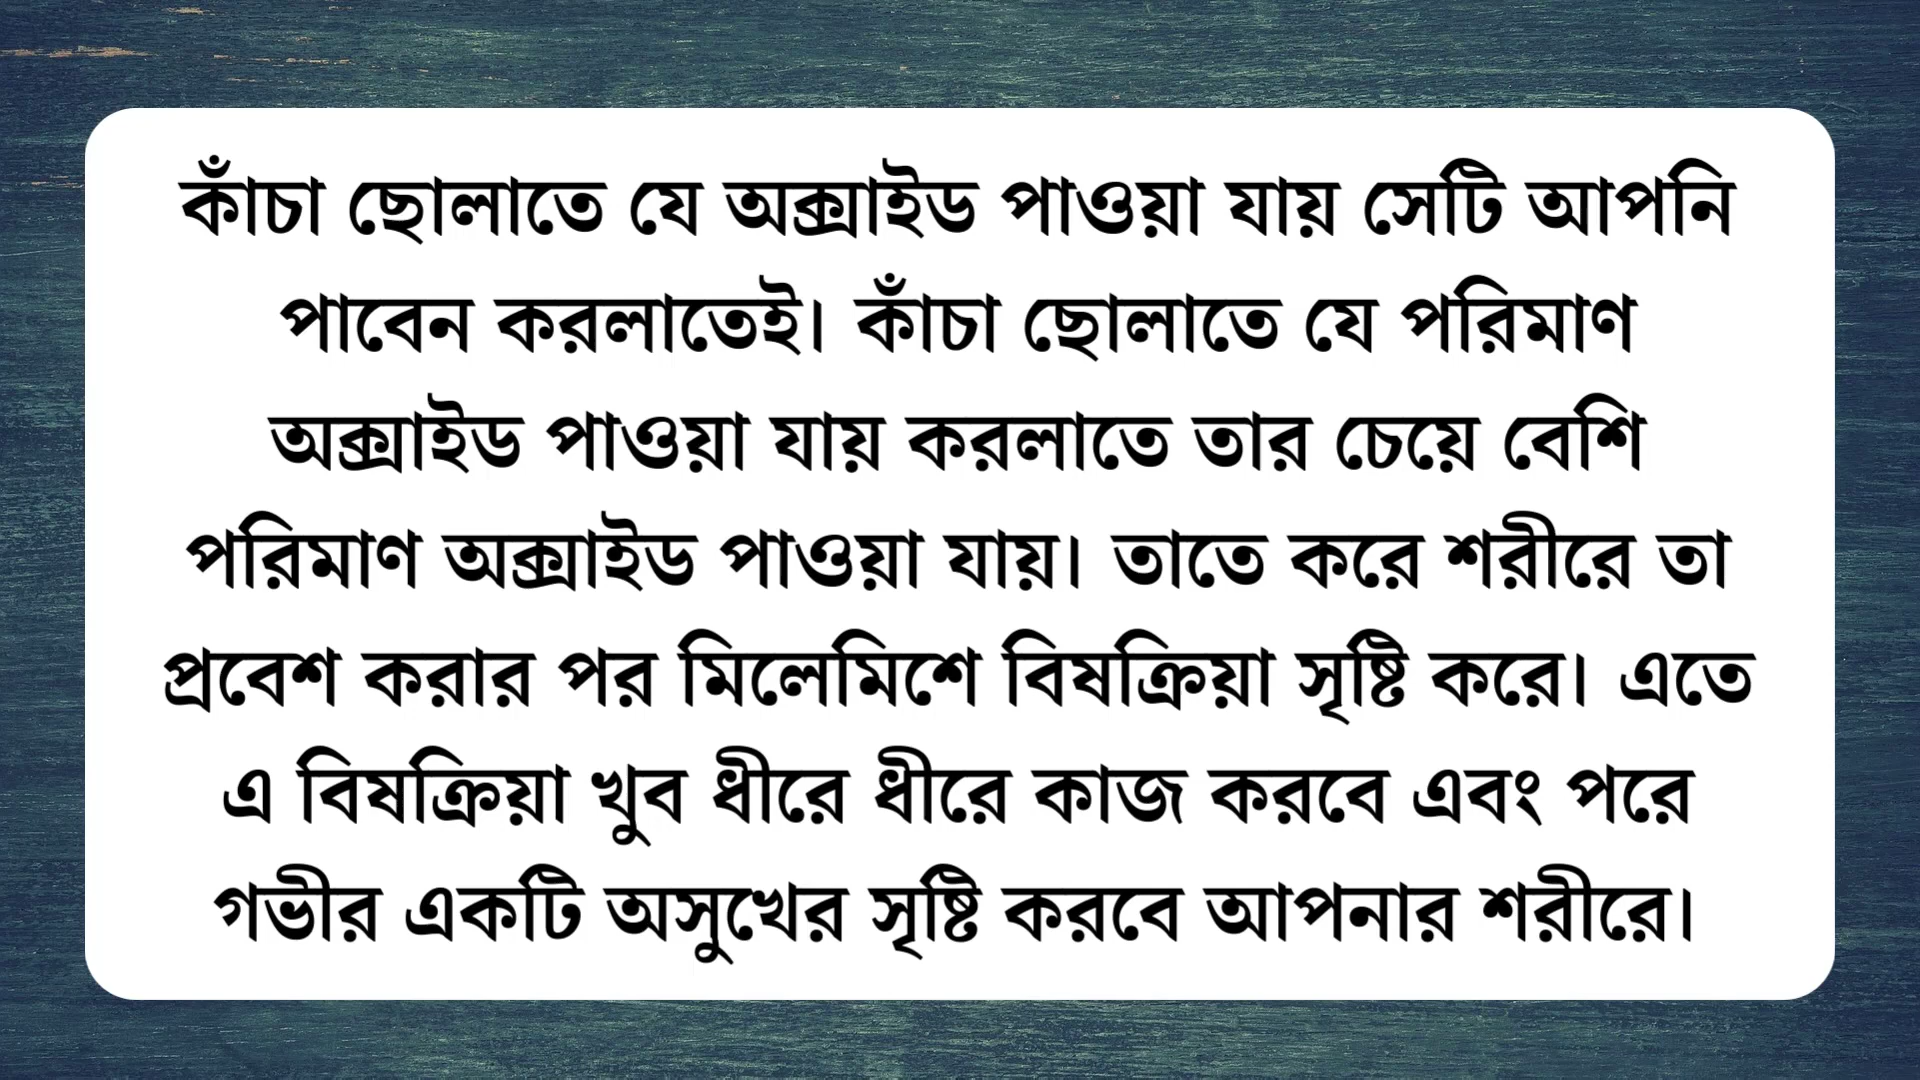 কাঁচা ছোলাতে যে অক্সাইড পাওয়া যায় সেটি আপনি
পাবেন করলাতেই। কাঁচা ছোলাতে যে পরিমাণ
অক্সাইড পাওয়া যায় করলাতে তার চেয়ে বেশি
পরিমাণ অক্সাইড পাওয়া যায়। তাতে করে শরীরে তা
প্রবেশ করার পর মিলেমিশে বিষক্রিয়া সৃষ্টি করে। এতে
এ বিষক্রিয়া খুব ধীরে ধীরে কাজ করবে এবং পরে
গভীর একটি অসুখের সৃষ্টি করবে আপনার শরীরে।